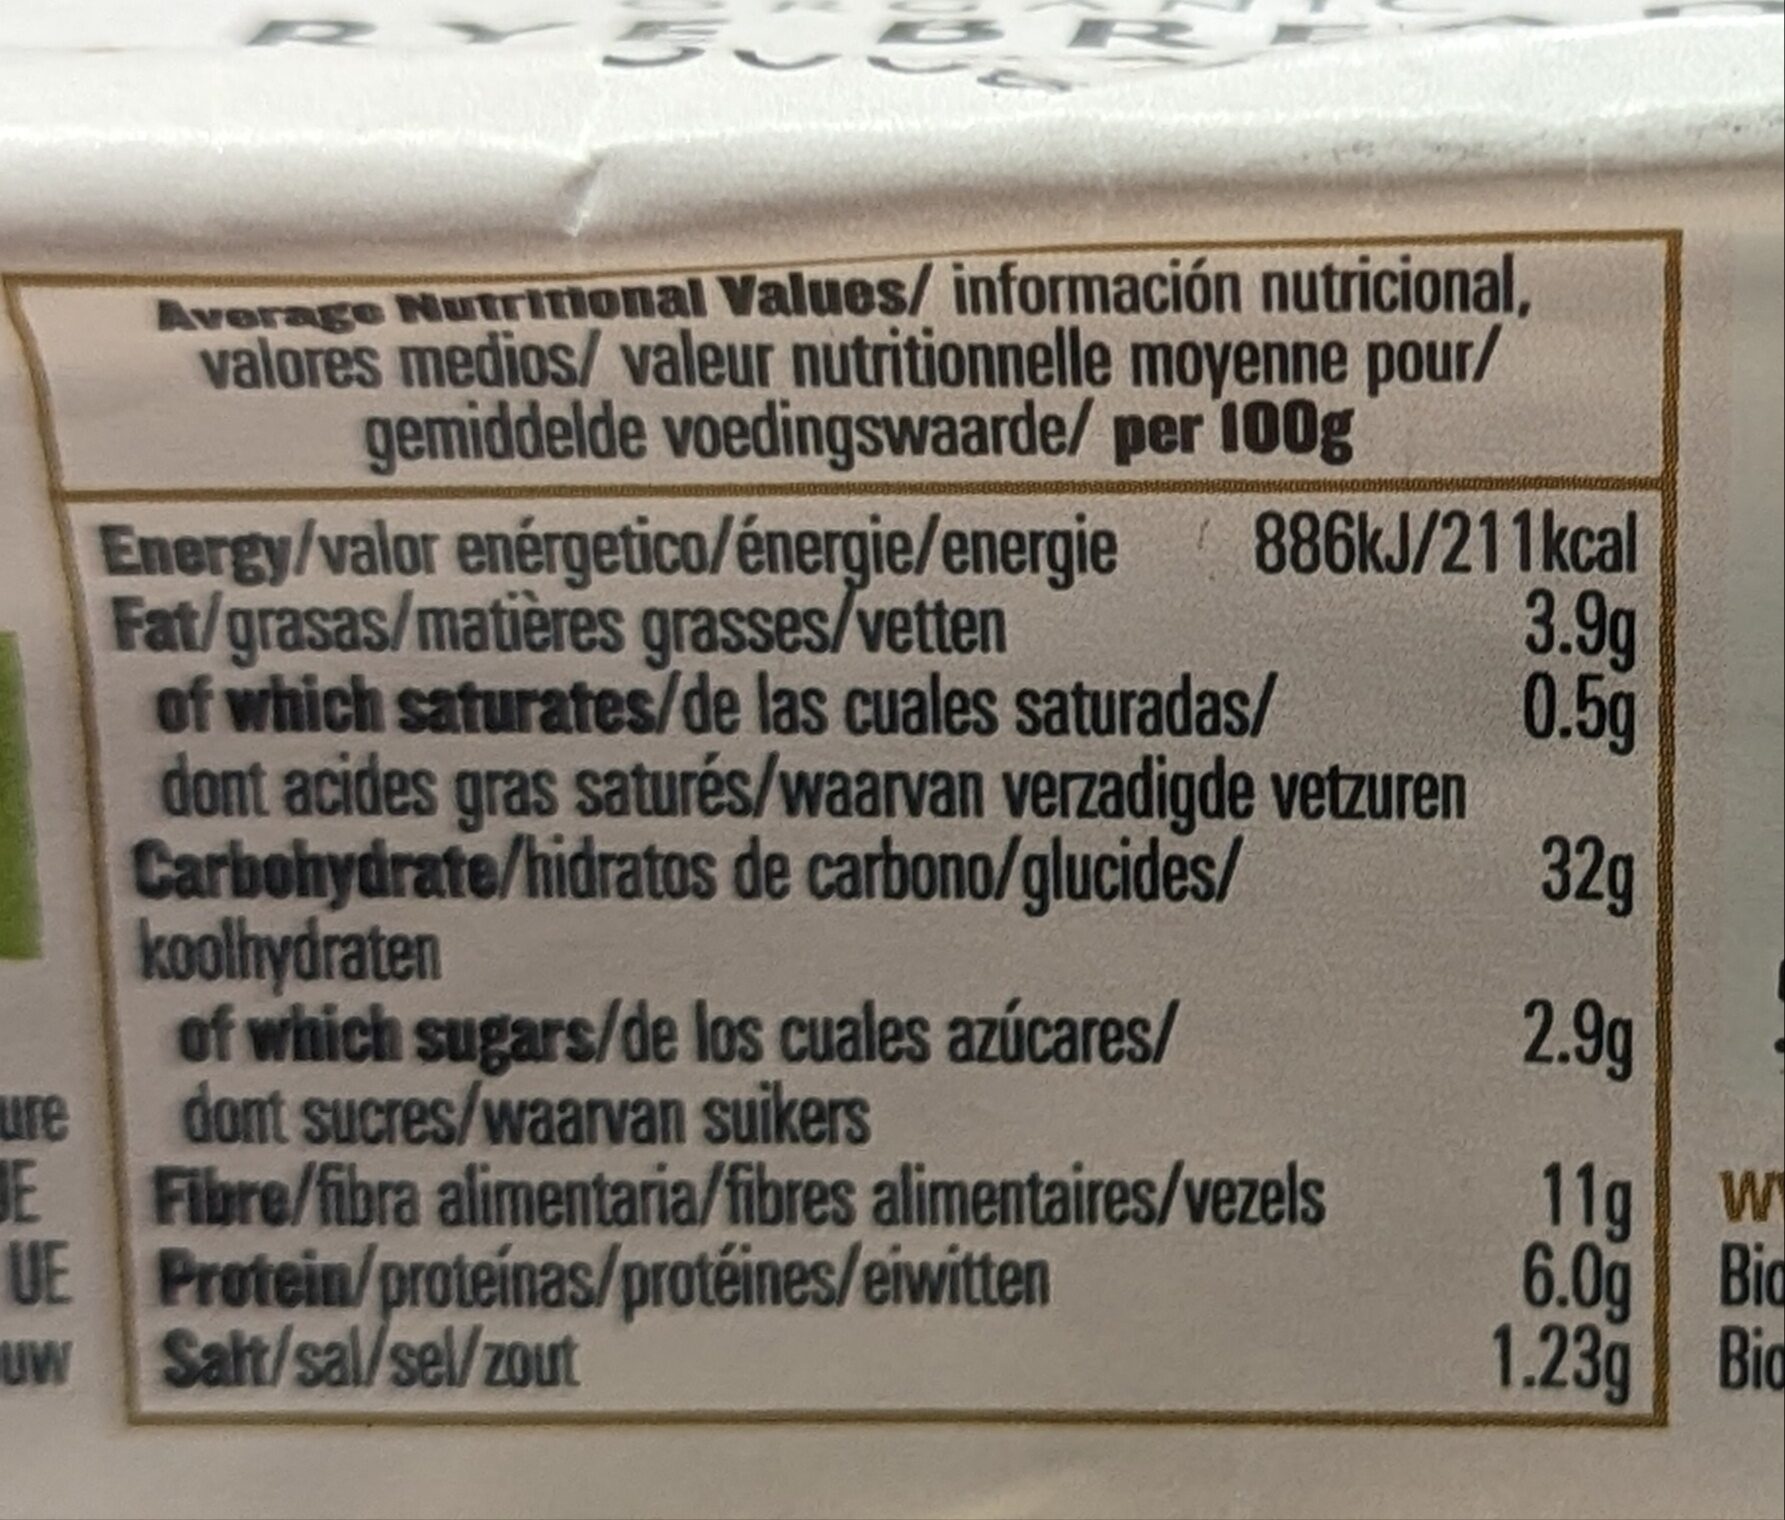 RYE BREAD
Average Nutritional Values/ información nutricional,
valores medios/ valeur nutritionnelle moyenne pour/
gemiddelde voedingswaarde/ per 100g
Energy/valor enérgetico/énergie/energie 886kJ/211kcal
Fat/grasas/matières grasses/vetten 3.9g
of which saturates/de las cuales saturadas/ 0.5g
dont acides gras saturés/waarvan verzadigde vetzuren
Carbohydrate/hidratos de carbono/glucides/ 32g
koolhydraten
of which sugars/de los cuales azúcares/ 2.9g
dont sucres/waarvan suikers
Fibre/fibra alimentaria/fibres alimentaires/vezels 11g
Protein/proteínas/protéines/eiwitten 6.0g
Salt/sal/sel/zout 1.23g
UE